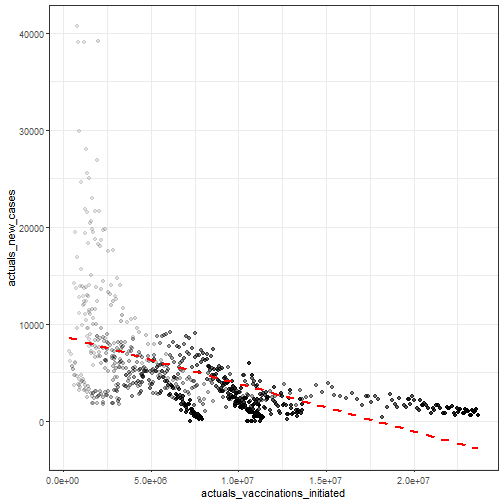 actuals_new_cases
40000
30000
20000
10000
0
0.0e+00
5.0e+06
1.0e+07
1.5e+07
2.0e+07
actuals_vaccinations_initiated